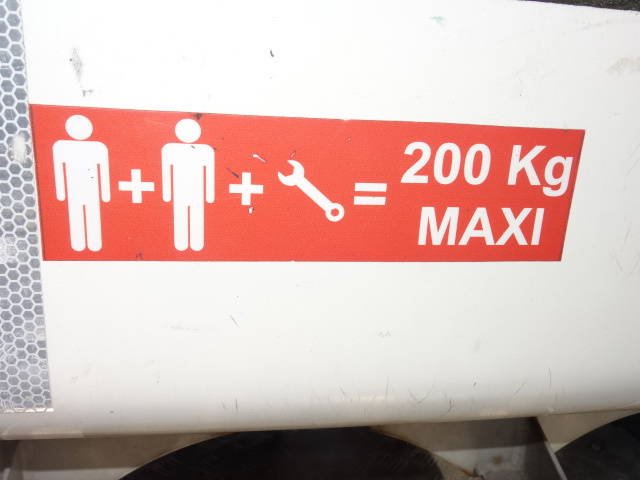 + + = 200 Kg
MAXI